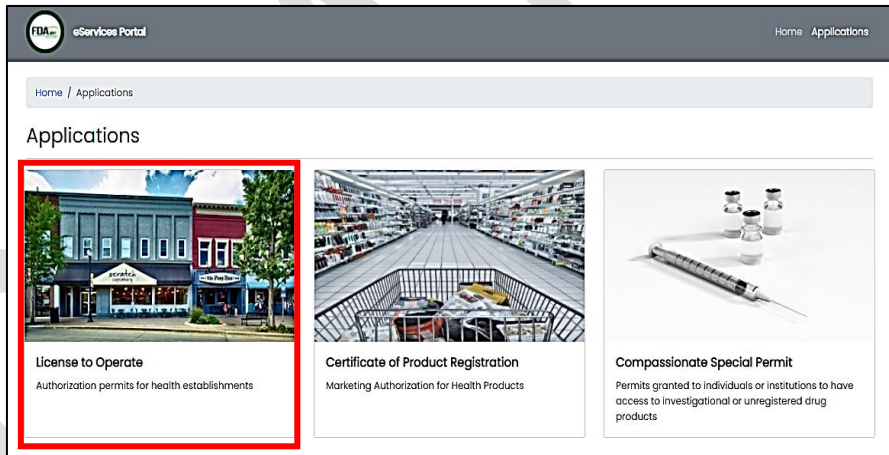 FDA
eServices Portal
Home Applications
Home / Applications
Applications
scratch
License to Operate
Authorization permits for health establishments
Certificate of Product Registration
Marketing Authorization for Health Products
Compassionate Special Permit
Permits granted to individuals or institutions to have
access to investigational or unregistered drug
products